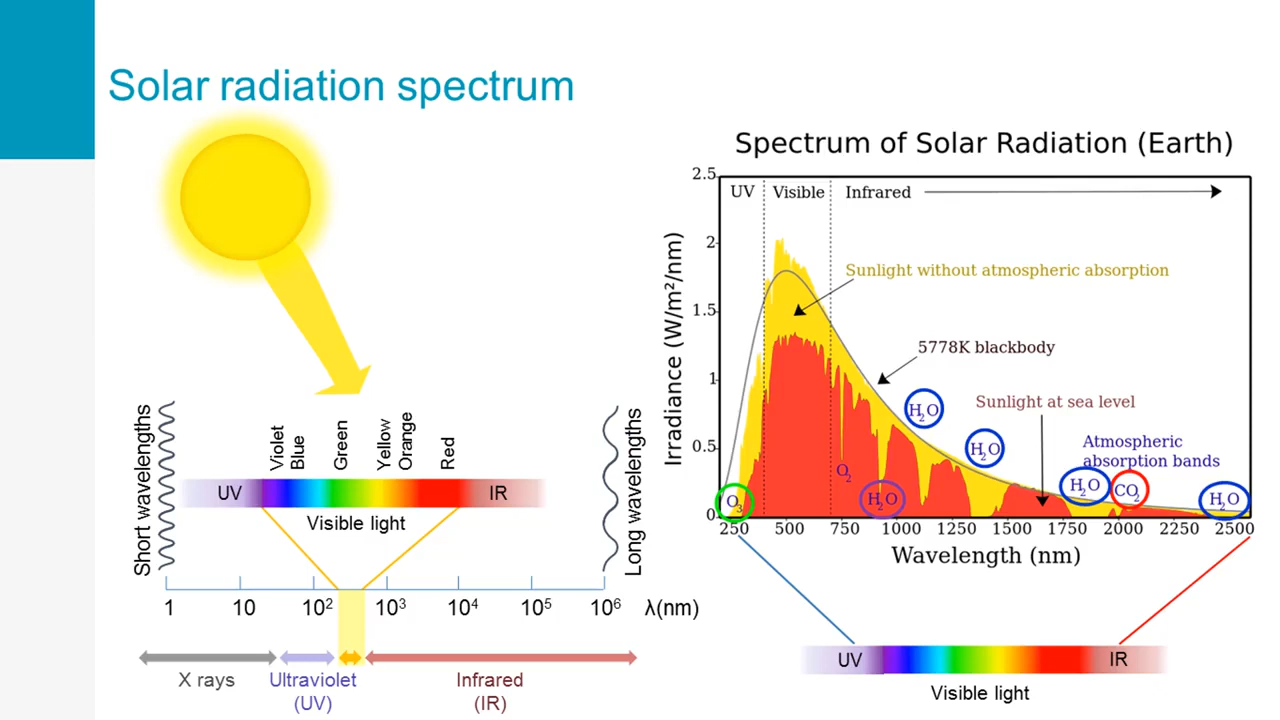 Solar radiation spectrum
Short wavelengths
Violet
Blue
Green
Yellow
Orange
Red
Long wavelengths
UV
IR
Visible light
1 10 10² 10³ 10⁴ 10⁵ 10⁶ λ(nm)
X rays
Ultraviolet
(UV)
Infrared
(IR)
Spectrum of Solar Radiation (Earth)
Irradiance (W/m²/nm)
2.5
2
1.5
1
0.5
0
UV Visible Infrared
Sunlight without atmospheric absorption
5778K blackbody
Sunlight at sea level
Atmospheric
absorption bands
H₂O
H₂O
O₂
O₃
H₂O
H₂O
CO₂
H₂O
250 500 750 1000 1250 1500 1750 2000 2250 2500
Wavelength (nm)
UV
IR
Visible light